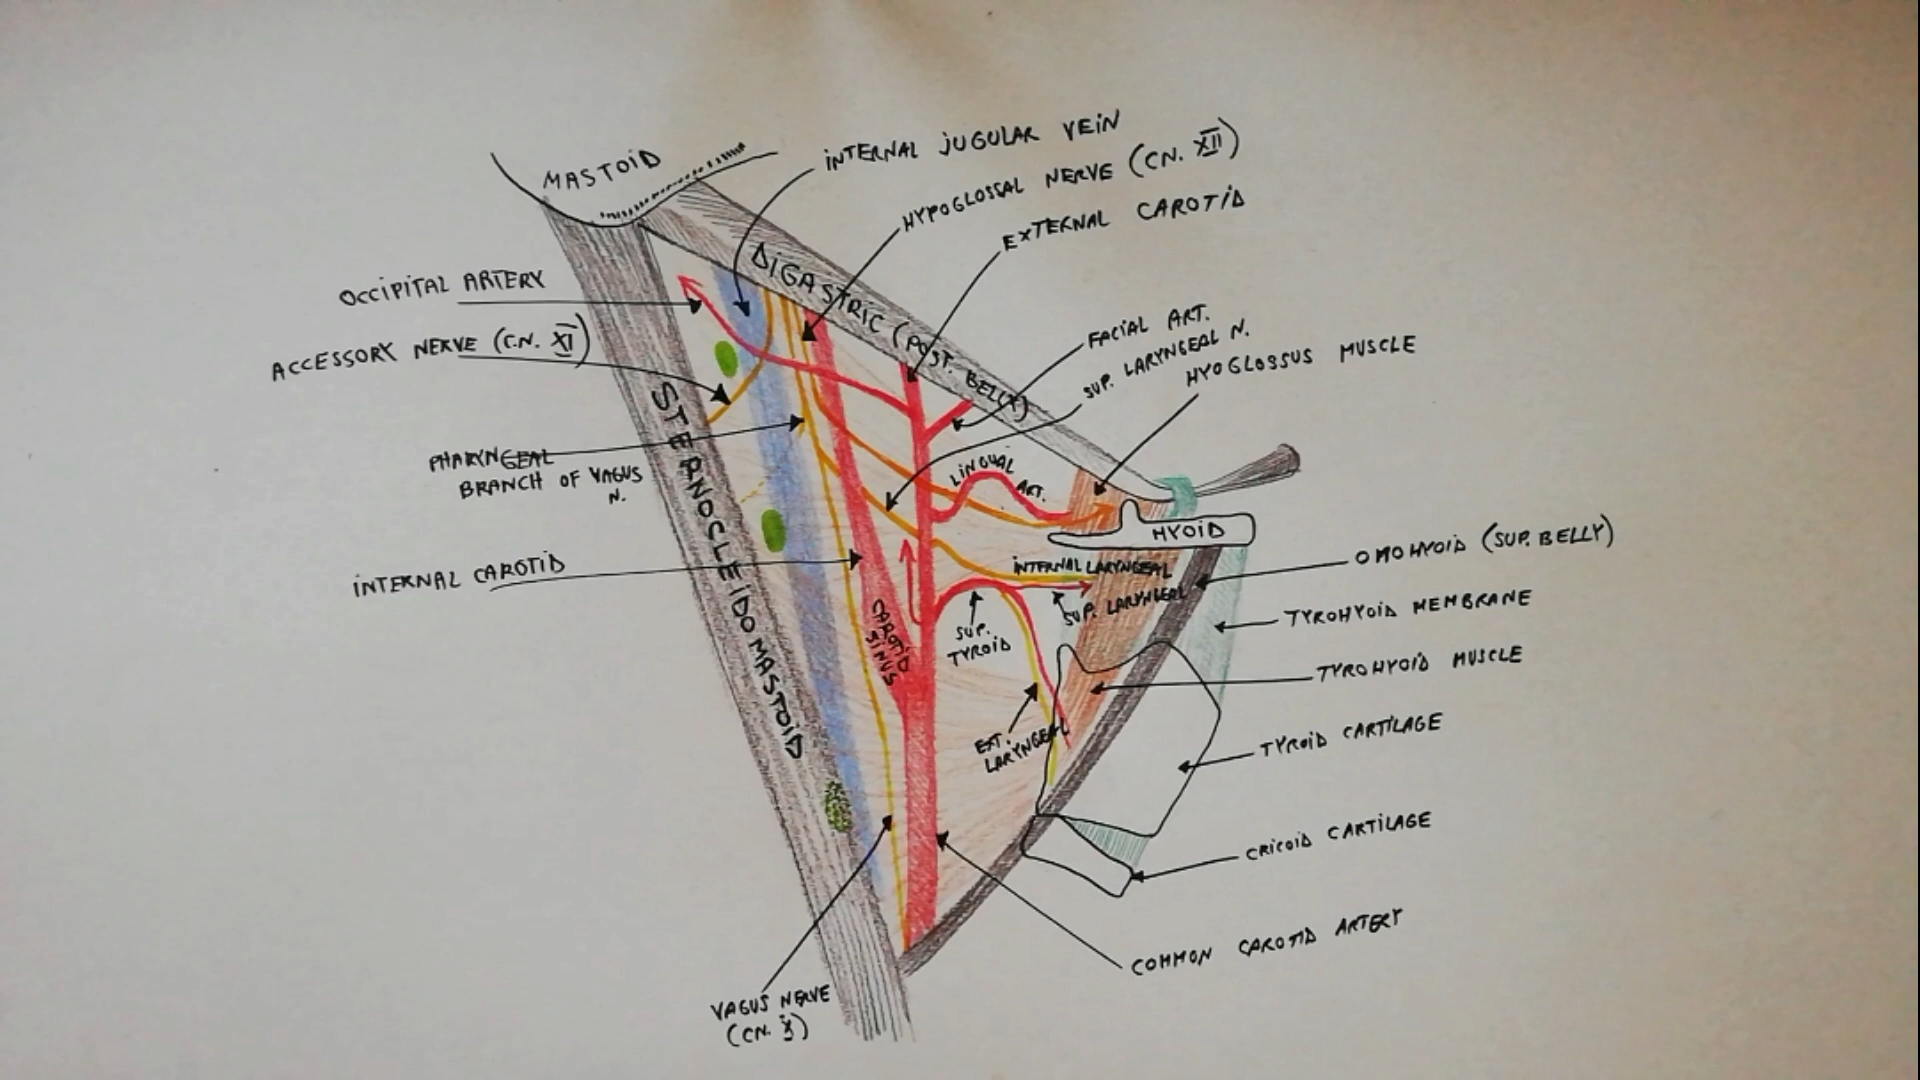 MASTOID
INTERNAL JUGULAR VEIN
HYPOGLOSSAL NERVE (CN. XII)
EXTERNAL CAROTID
OCCIPITAL ARTERY
ACCESSORY NERVE (C.N. XI)
DIGASTRIC (POST. BELLY)
FACIAL ART.
SUP. LARYNGEAL N.
HYOGLOSSUS MUSCLE
STERNOCLEIDOMASTOID
PHARYNGEAL
BRANCH OF VAGUS
N.
LINGUAL
ART.
HYOID
OMOHYOID (SUP. BELLY)
INTERNAL CAROTID
INTERNAL LARYNGEAL
SUP. LARYNGEAL
TYROHYOID MEMBRANE
CAROTID
SINUS
SUP.
TYROID
TYROHYOID MUSCLE
EXT.
LARYNGEAL
TYROID CARTILAGE
CRICOID CARTILAGE
COMMON CAROTID ARTERY
VAGUS NERVE
(CN. X)